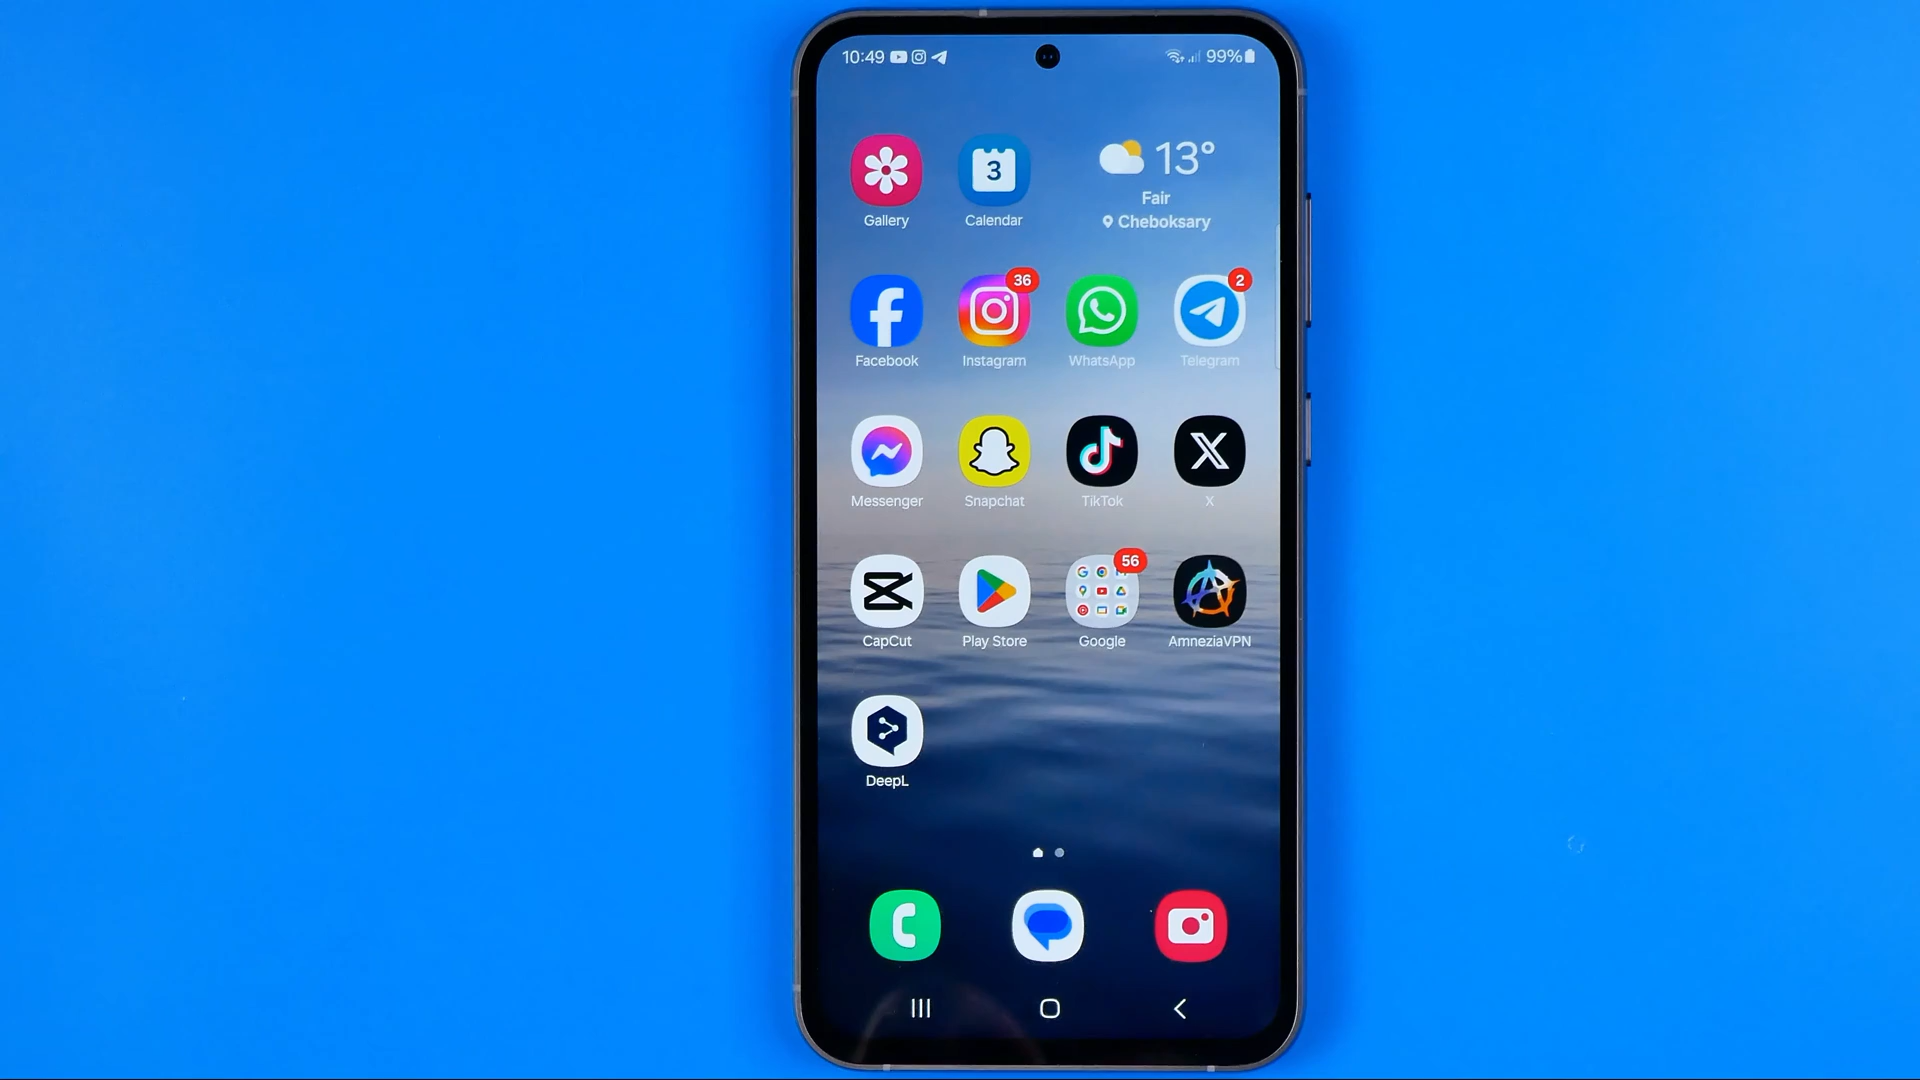 10:49
99%
13°
3
Fair
Cheboksary
Gallery
Calendar
36
2
Facebook
Instagram
WhatsApp
Telegram
Messenger
Snapchat
TikTok
X
56
CapCut
Play Store
Google
AmneziaVPN
DeepL